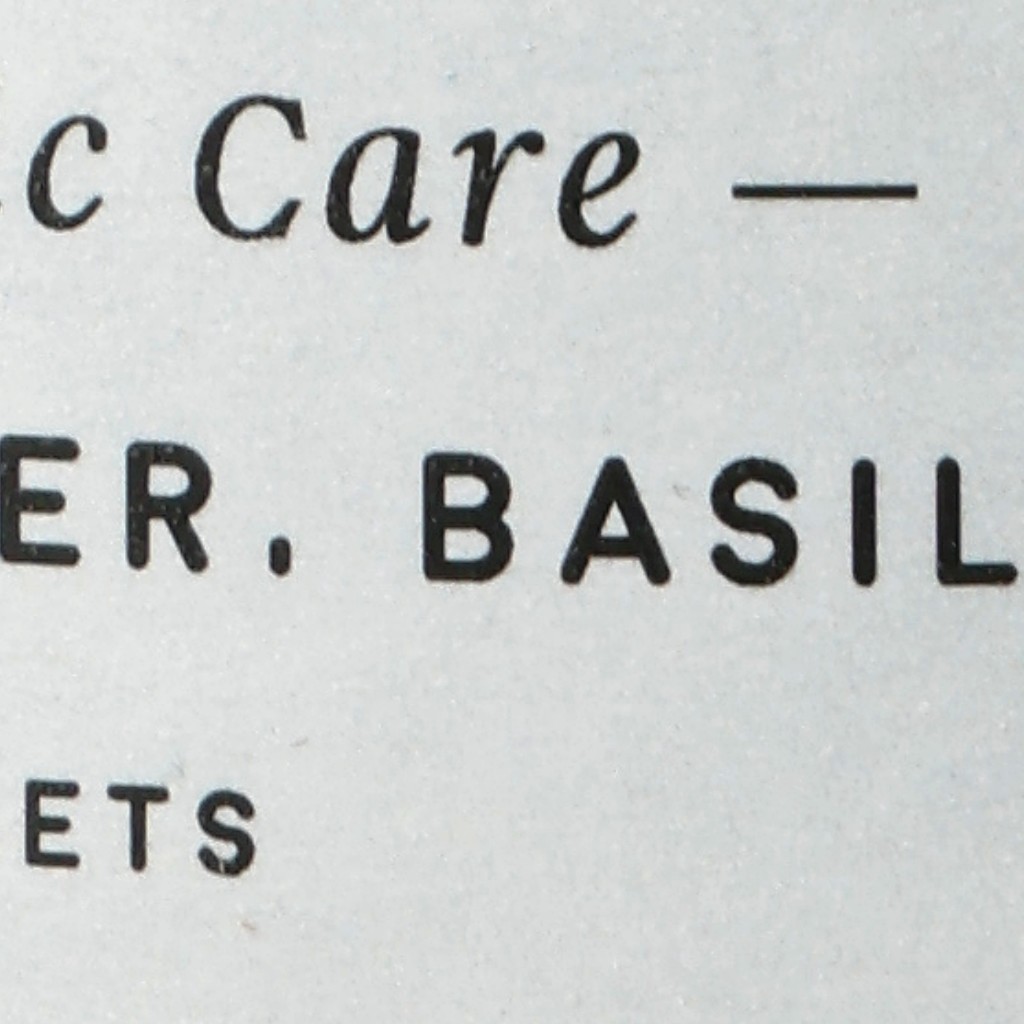 c Care —
ER, BASIL
ETS